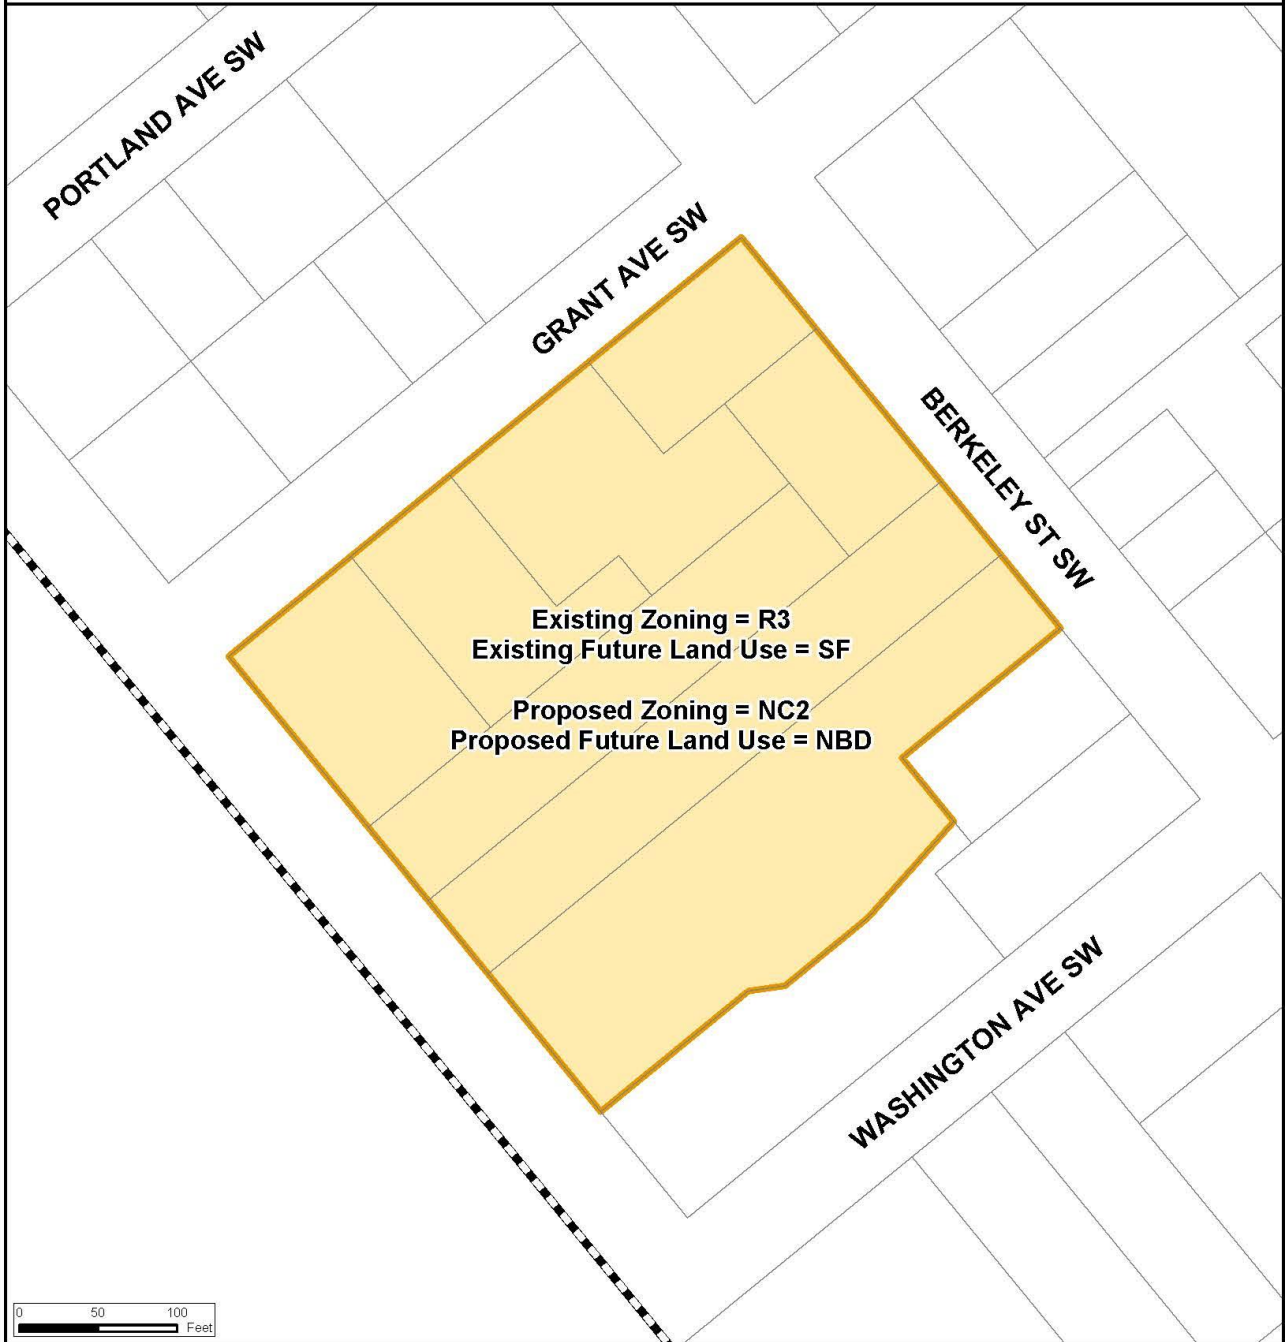 PORTLAND AVE SW
GRANT AVE SW
BERKELEY ST SW
Existing Zoning = R3
Existing Future Land Use = SF
Proposed Zoning = NC2
Proposed Future Land Use = NBD
WASHINGTON AVE SW
0 50 100
Feet